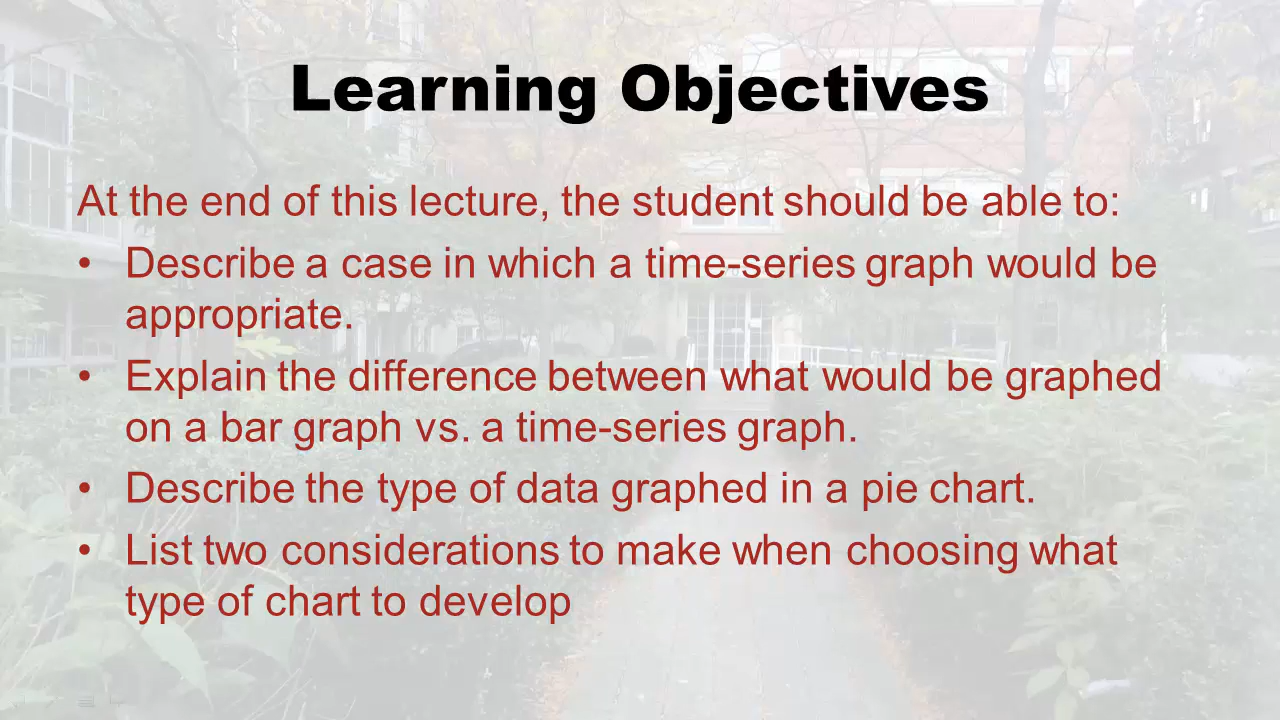 Learning Objectives
At the end of this lecture, the student should be able to:
• Describe a case in which a time-series graph would be
appropriate.
• Explain the difference between what would be graphed
on a bar graph vs. a time-series graph.
• Describe the type of data graphed in a pie chart.
• List two considerations to make when choosing what
type of chart to develop